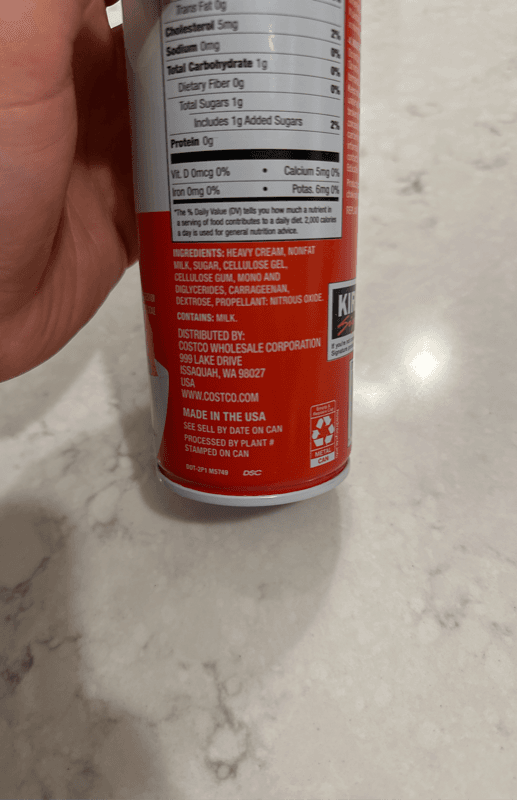 Trans Fat 0g
Cholesterol 5mg 2%
Sodium 0mg 0%
Total Carbohydrate 1g 0%
Dietary Fiber 0g 0%
Total Sugars 1g
Includes 1g Added Sugars 2%
Protein 0g
Vit. D 0mcg 0% • Calcium 5mg 0%
Iron 0mg 0% • Potas. 6mg 0%
*The % Daily Value (DV) tells you how much a nutrient in
a serving of food contributes to a daily diet. 2,000 calories
a day is used for general nutrition advice.
INGREDIENTS: HEAVY CREAM, NONFAT
MILK, SUGAR, CELLULOSE GEL,
CELLULOSE GUM, MONO AND
DIGLYCERIDES, CARRAGEENAN,
DEXTROSE, PROPELLANT: NITROUS OXIDE.
CONTAINS: MILK.
DISTRIBUTED BY:
COSTCO WHOLESALE CORPORATION
999 LAKE DRIVE
ISSAQUAH, WA 98027
USA
WWW.COSTCO.COM
MADE IN THE USA
SEE SELL BY DATE ON CAN
PROCESSED BY PLANT #
STAMPED ON CAN
DSC
METAL
CAN
KIR